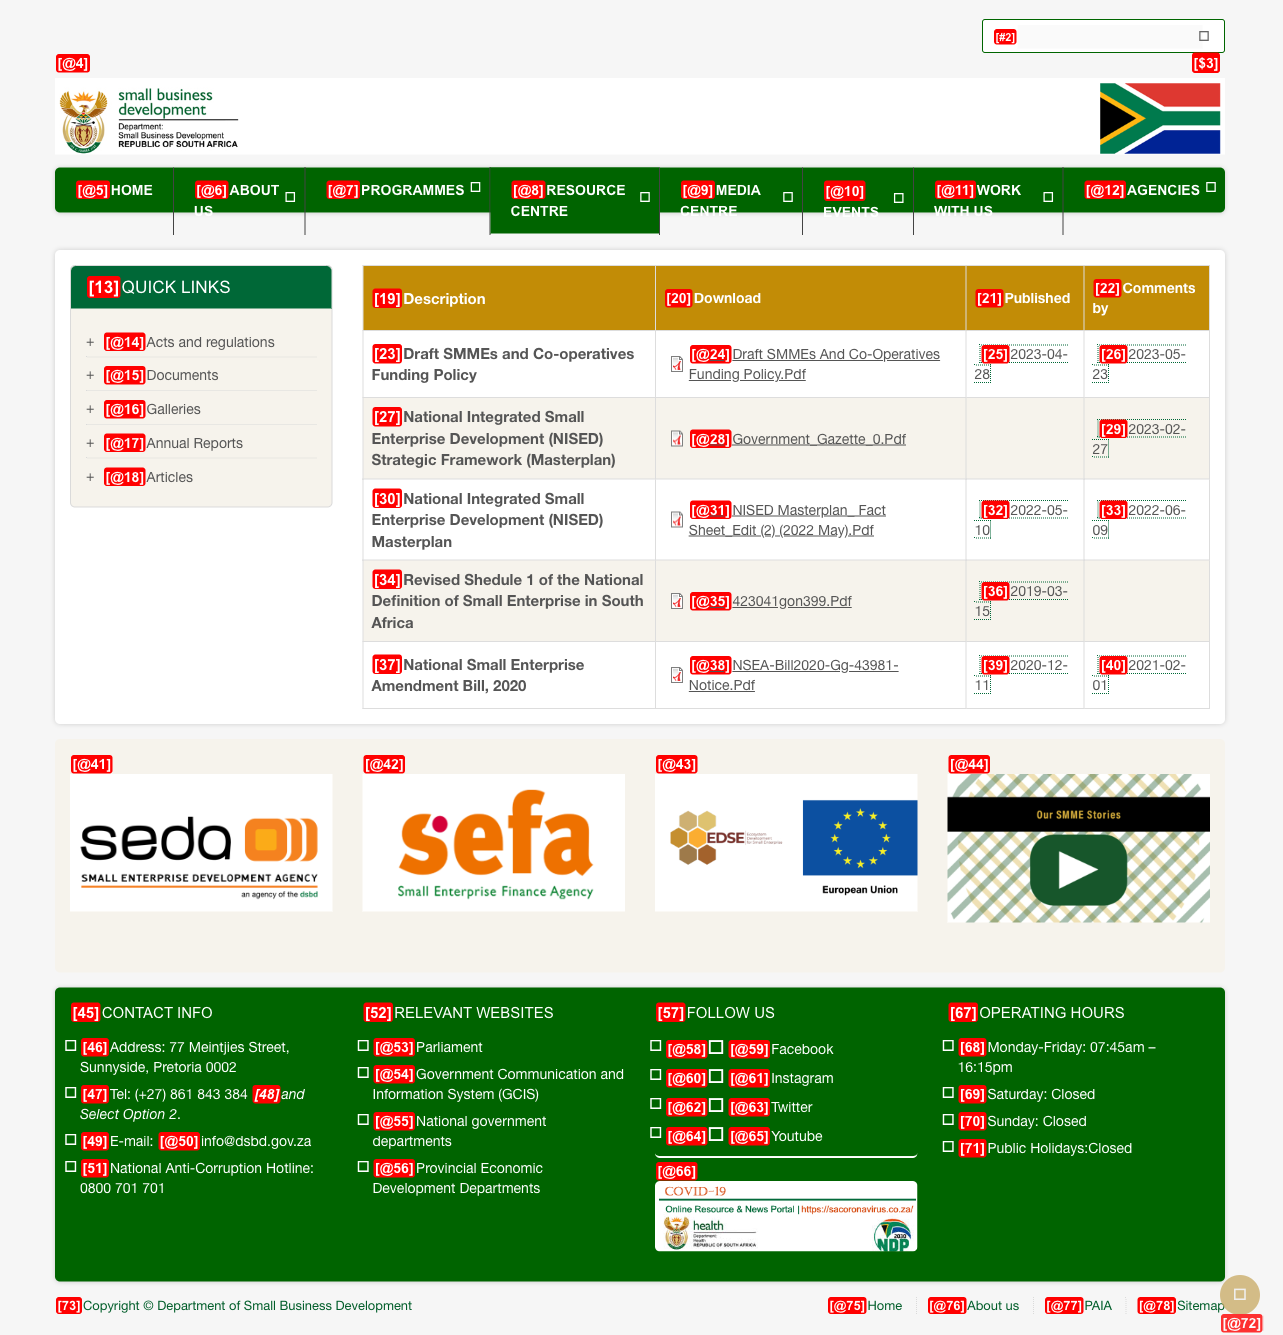 [#2]
[@4]
[$3]
small business
development
Department:
Small Business Development
REPUBLIC OF SOUTH AFRICA
[@5]HOME
[@6]ABOUT
US
[@7]PROGRAMMES
[@8]RESOURCE
CENTRE
[@9]MEDIA
CENTRE
[@10]
EVENTS
[@11]WORK
WITH US
[@12]AGENCIES
[13]QUICK LINKS
+ [@14]Acts and regulations
+ [@15]Documents
+ [@16]Galleries
+ [@17]Annual Reports
+ [@18]Articles
[19]Description
[20]Download
[21]Published
[22]Comments
by
[23]Draft SMMEs and Co-operatives
Funding Policy
[@24]Draft SMMEs And Co-Operatives
Funding Policy.Pdf
[25]2023-04-
28
[26]2023-05-
23
[27]National Integrated Small
Enterprise Development (NISED)
Strategic Framework (Masterplan)
[@28]Government_Gazette_0.Pdf
[29]2023-02-
27
[30]National Integrated Small
Enterprise Development (NISED)
Masterplan
[@31]NISED Masterplan_ Fact
Sheet_Edit (2) (2022 May).Pdf
[32]2022-05-
10
[33]2022-06-
09
[34]Revised Shedule 1 of the National
Definition of Small Enterprise in South
Africa
[@35]423041gon399.Pdf
[36]2019-03-
15
[37]National Small Enterprise
Amendment Bill, 2020
[@38]NSEA-Bill2020-Gg-43981-
Notice.Pdf
[39]2020-12-
11
[40]2021-02-
01
[@41]
seda
SMALL ENTERPRISE DEVELOPMENT AGENCY
an agency of the dsbd
[@42]
sefa
Small Enterprise Finance Agency
[@43]
EDSE
Ecosystem
Development
for Small Enterprise
European Union
[@44]
Our SMME Stories
[45]CONTACT INFO
[46]Address: 77 Meintjies Street,
Sunnyside, Pretoria 0002
[47]Tel: (+27) 861 843 384 [48]and
Select Option 2.
[49]E-mail: [@50]info@dsbd.gov.za
[51]National Anti-Corruption Hotline:
0800 701 701
[52]RELEVANT WEBSITES
[@53]Parliament
[@54]Government Communication and
Information System (GCIS)
[@55]National government
departments
[@56]Provincial Economic
Development Departments
[57]FOLLOW US
[@58] [@59]Facebook
[@60] [@61]Instagram
[@62] [@63]Twitter
[@64] [@65]Youtube
[@66]
COVID-19
Online Resource & News Portal | https://sacoronavirus.co.za/
health
Department:
Health
REPUBLIC OF SOUTH AFRICA
2030
NDP
[67]OPERATING HOURS
[68]Monday-Friday: 07:45am –
16:15pm
[69]Saturday: Closed
[70]Sunday: Closed
[71]Public Holidays:Closed
[73]Copyright © Department of Small Business Development
[@75]Home
[@76]About us
[@77]PAIA
[@78]Sitemap
[@72]